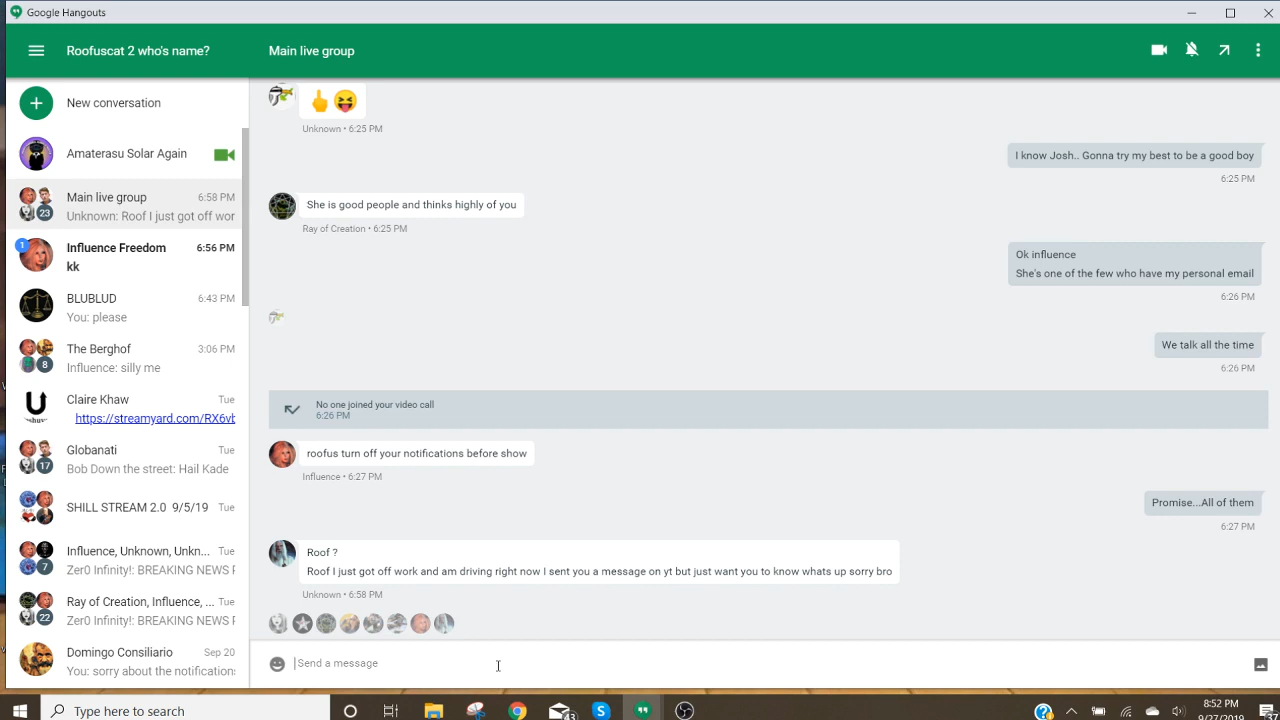 Google Hangouts
Roofuscat 2 who's name?
Main live group
New conversation
Amaterasu Solar Again
Main live group 6:58 PM
23 Unknown: Roof I just got off wor
1 Influence Freedom 6:56 PM
kk
BLUBLUD 6:43 PM
You: please
The Berghof 3:06 PM
8 Influence: silly me
Claire Khaw Tue
https://streamyard.com/RX6vb
Globanati Tue
17 Bob Down the street: Hail Kade
SHILL STREAM 2.0 9/5/19 Tue
Influence, Unknown, Unkn... Tue
7 Zer0 Infinity!: BREAKING NEWS F
Ray of Creation, Influence, ... Tue
22 Zer0 Infinity!: BREAKING NEWS F
Domingo Consiliario Sep 20
You: sorry about the notification
Unknown • 6:25 PM
I know Josh.. Gonna try my best to be a good boy
6:25 PM
She is good people and thinks highly of you
Ray of Creation • 6:25 PM
Ok influence
She's one of the few who have my personal email
6:26 PM
We talk all the time
6:26 PM
No one joined your video call
6:26 PM
roofus turn off your notifications before show
Influence • 6:27 PM
Promise...All of them
6:27 PM
Roof ?
Roof I just got off work and am driving right now I sent you a message on yt but just want you to know whats up sorry bro
Unknown • 6:58 PM
Send a message
Type here to search
43
8:52 PM
9/27/2019